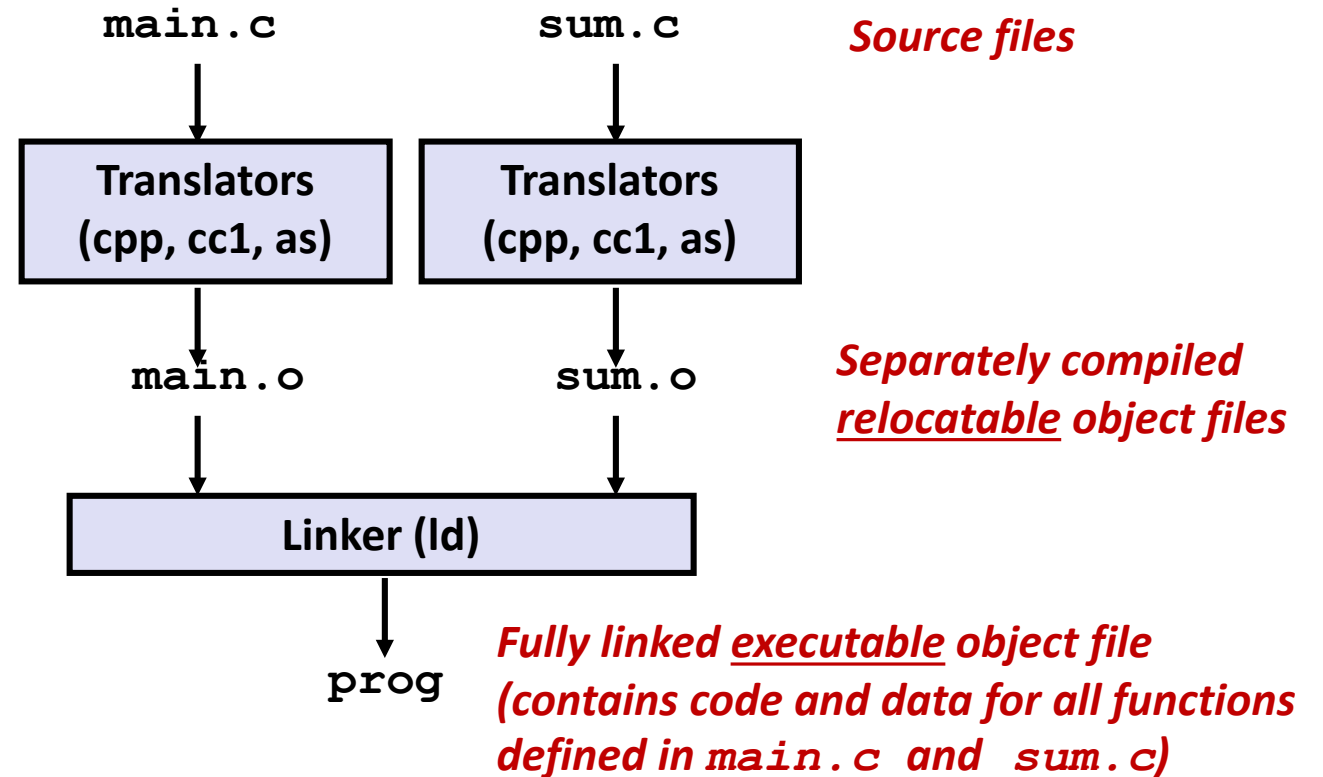 main.c
sum.c
Source files
Translators
(cpp, cc1, as)
Translators
(cpp, cc1, as)
main.o
sum.o
Separately compiled
relocatable object files
Linker (ld)
prog
Fully linked executable object file
(contains code and data for all functions
defined in main.c and sum.c)